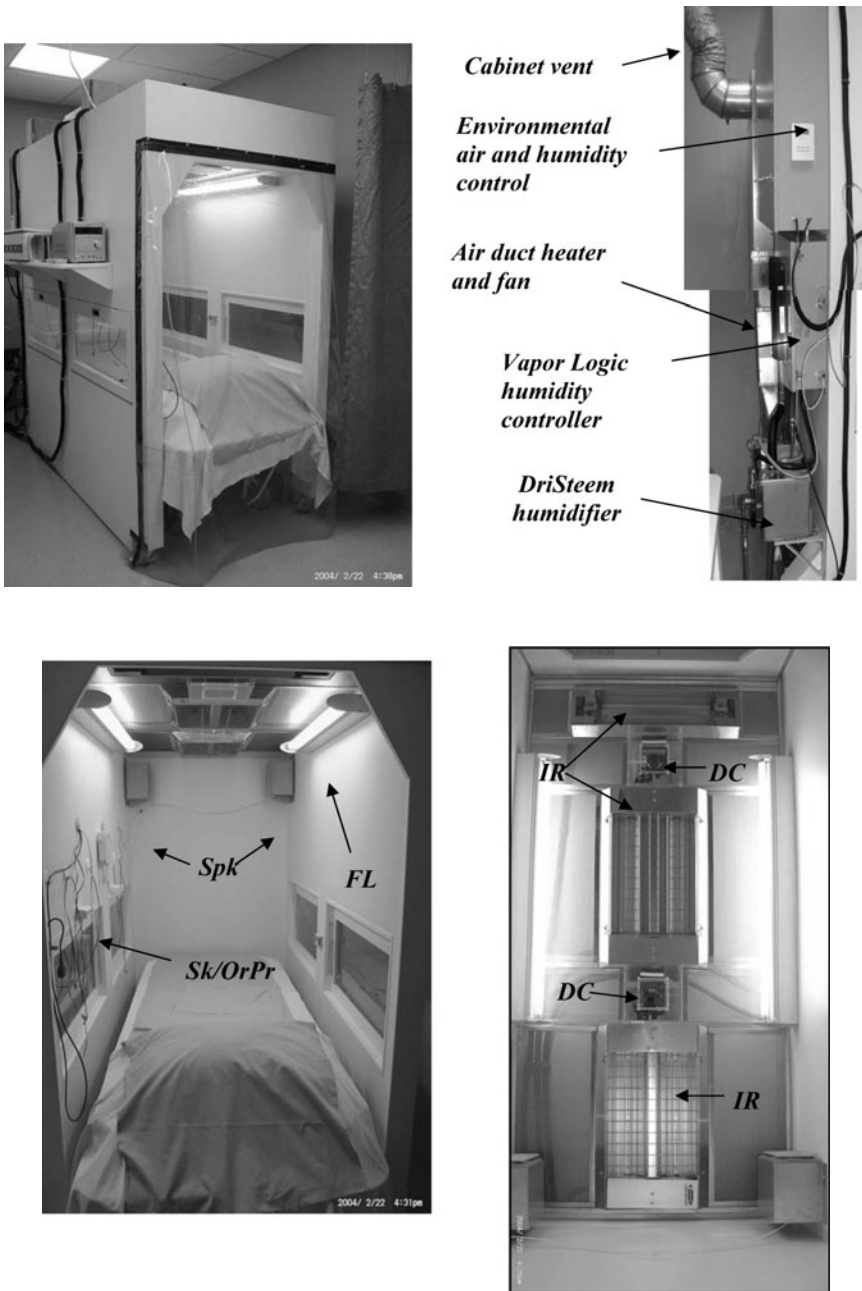 Cabinet vent
Environmental
air and humidity
control
Air duct heater
and fan
Vapor Logic
humidity
controller
DriSteem
humidifier
2004/ 2/22 4:38pm
IR
DC
Spk
FL
Sk/OrPr
DC
IR
2004/ 2/22 4:31pm